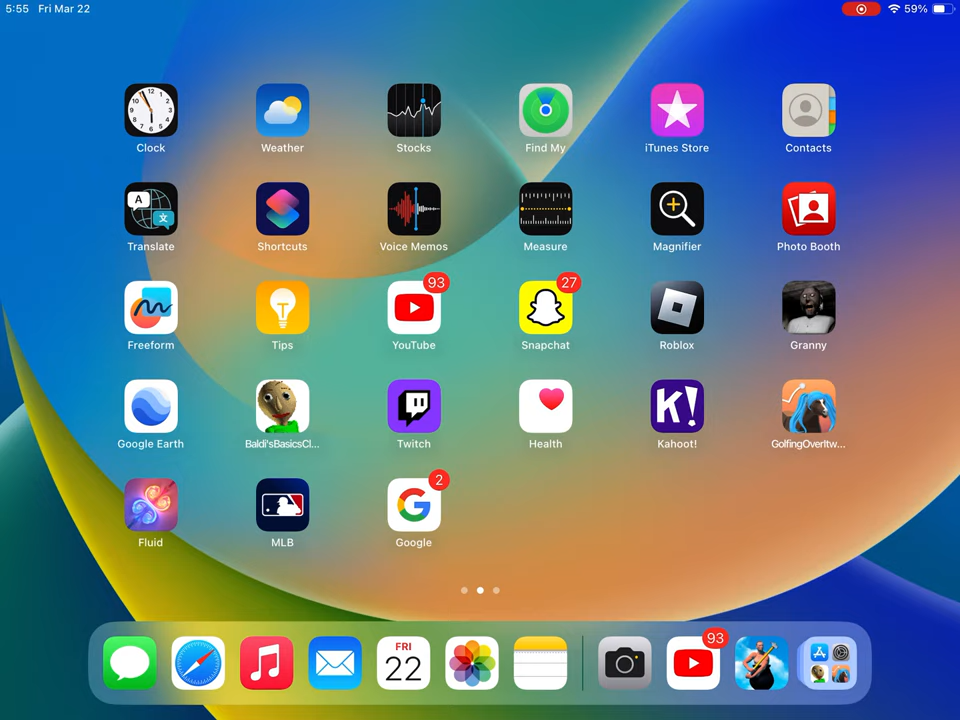 5:55 Fri Mar 22
59%
Clock Weather Stocks Find My iTunes Store Contacts
A 文
Translate Shortcuts Voice Memos Measure Magnifier Photo Booth
93 27
Freeform Tips YouTube Snapchat Roblox Granny
K!
Google Earth Baldi'sBasicsCl... Twitch Health Kahoot! GolfingOverItw...
2
G
Fluid MLB Google
FRI 93
22